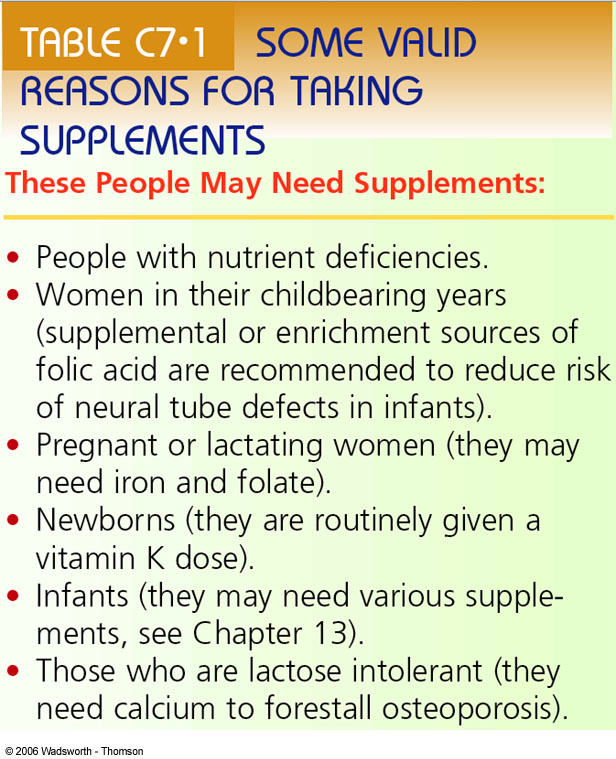 TABLE C7•1 SOME VALID
REASONS FOR TAKING
SUPPLEMENTS
These People May Need Supplements:
• People with nutrient deficiencies.
• Women in their childbearing years
(supplemental or enrichment sources of
folic acid are recommended to reduce risk
of neural tube defects in infants).
• Pregnant or lactating women (they may
need iron and folate).
• Newborns (they are routinely given a
vitamin K dose).
• Infants (they may need various supple-
ments, see Chapter 13).
• Those who are lactose intolerant (they
need calcium to forestall osteoporosis).
© 2006 Wadsworth - Thomson